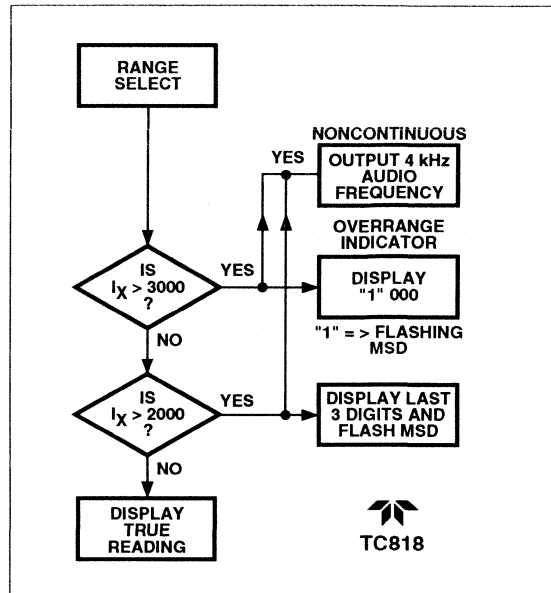 RANGE
SELECT
NONCONTINUOUS
YES
OUTPUT 4 kHz
AUDIO
FREQUENCY
OVERRANGE
INDICATOR
IS
IX > 3000
?
YES
DISPLAY
"1" 000
"1" = > FLASHING
MSD
NO
IS
IX > 2000
?
YES
DISPLAY LAST
3 DIGITS AND
FLASH MSD
NO
DISPLAY
TRUE
READING
TC818